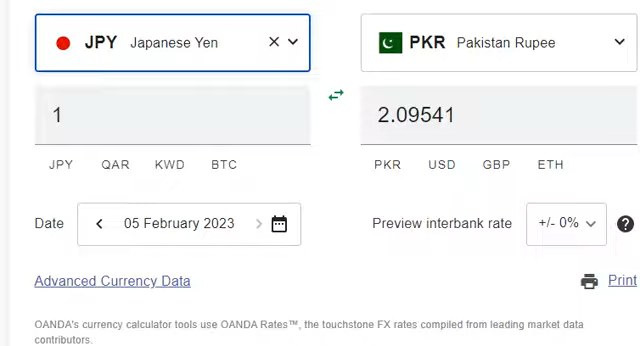 JPY Japanese Yen
PKR Pakistan Rupee
1
2.09541
JPY QAR KWD BTC
PKR USD GBP ETH
Date 05 February 2023
Preview interbank rate +/- 0% ?
Advanced Currency Data
Print
OANDA's currency calculator tools use OANDA Rates™, the touchstone FX rates compiled from leading market data
contributors.